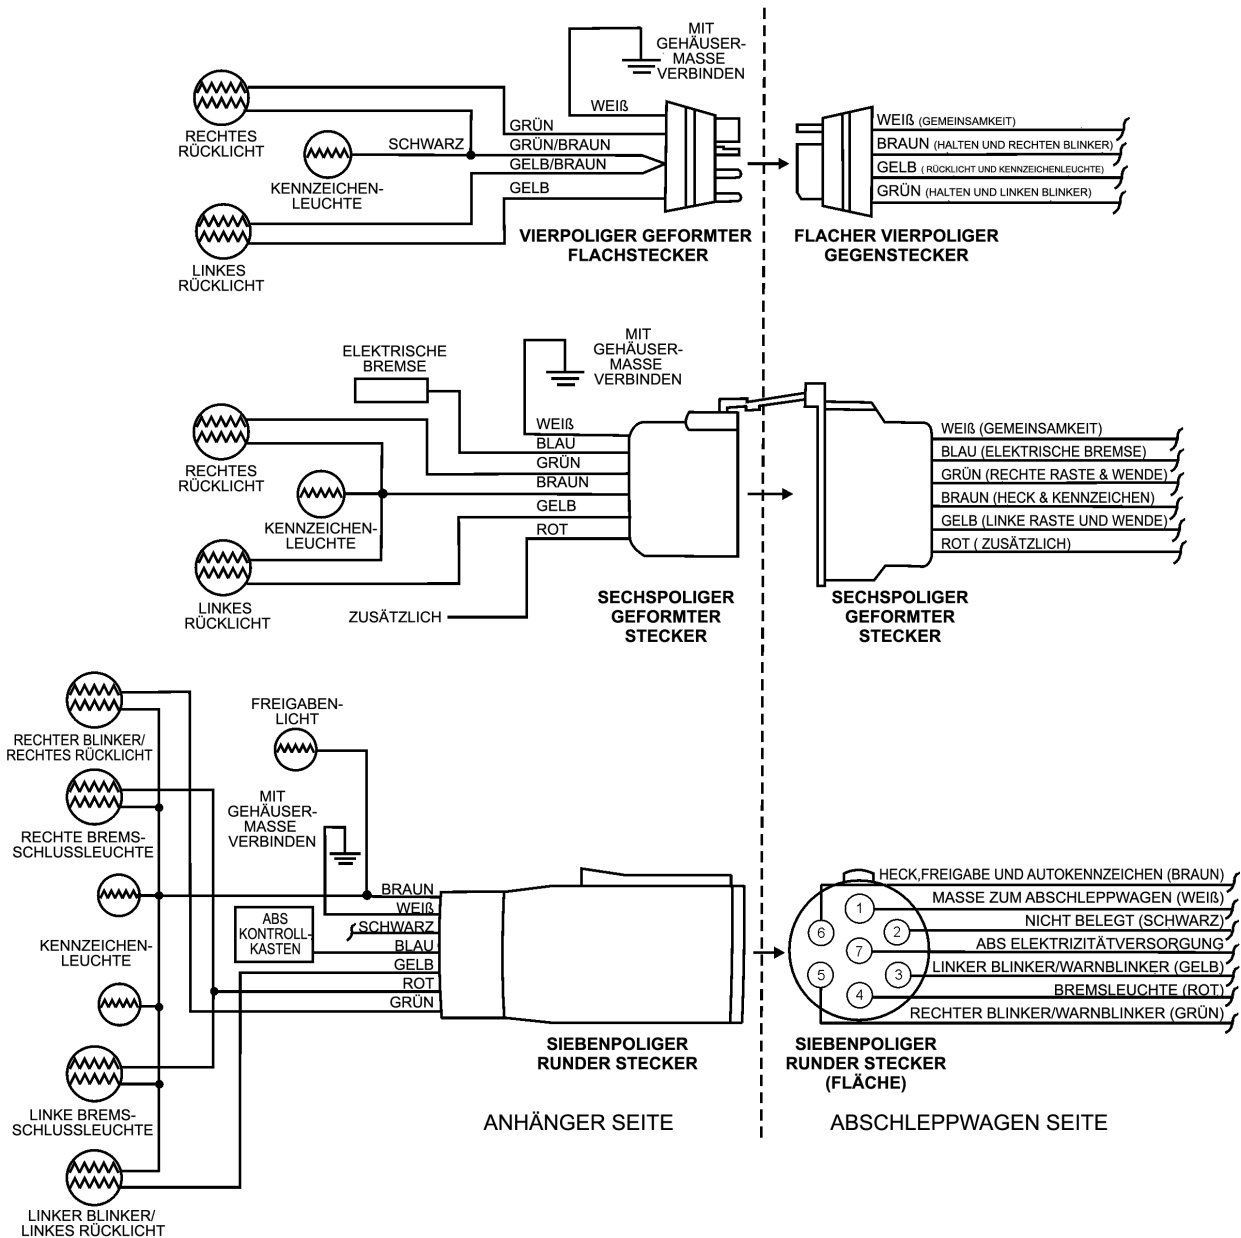 MIT
GEHÄUSER-
MASSE
VERBINDEN
WEIß
RECHTES
RÜCKLICHT
SCHWARZ
KENNZEICHEN-
LEUCHTE
GRÜN
GRÜN/BRAUN
GELB/BRAUN
GELB
LINKES
RÜCKLICHT
VIERPOLIGER GEFORMTER
FLACHSTECKER
WEIß (GEMEINSAMKEIT)
BRAUN (HALTEN UND RECHTEN BLINKER)
GELB ( RÜCKLICHT UND KENNZEICHENLEUCHTE)
GRÜN (HALTEN UND LINKEN BLINKER)
FLACHER VIERPOLIGER
GEGENSTECKER
ELEKTRISCHE
BREMSE
MIT
GEHÄUSER-
MASSE
VERBINDEN
RECHTES
RÜCKLICHT
KENNZEICHEN-
LEUCHTE
LINKES
RÜCKLICHT
WEIß
BLAU
GRÜN
BRAUN
GELB
ROT
ZUSÄTZLICH
SECHSPOLIGER
GEFORMTER
STECKER
WEIß (GEMEINSAMKEIT)
BLAU (ELEKTRISCHE BREMSE)
GRÜN (RECHTE RASTE & WENDE)
BRAUN (HECK & KENNZEICHEN)
GELB (LINKE RASTE UND WENDE)
ROT ( ZUSÄTZLICH)
SECHSPOLIGER
GEFORMTER
STECKER
RECHTER BLINKER/
RECHTES RÜCKLICHT
FREIGABEN-
LICHT
MIT
GEHÄUSER-
MASSE
VERBINDEN
RECHTE BREMS-
SCHLUSSLEUCHTE
KENNZEICHEN-
LEUCHTE
ABS
KONTROLL-
KASTEN
BRAUN
WEIß
SCHWARZ
BLAU
GELB
ROT
GRÜN
LINKE BREMS-
SCHLUSSLEUCHTE
LINKER BLINKER/
LINKES RÜCKLICHT
SIEBENPOLIGER
RUNDER STECKER
1
2
3
4
5
6
7
HECK,FREIGABE UND AUTOKENNZEICHEN (BRAUN)
MASSE ZUM ABSCHLEPPWAGEN (WEIß)
NICHT BELEGT (SCHWARZ)
ABS ELEKTRIZITÄTVERSORGUNG
LINKER BLINKER/WARNBLINKER (GELB)
BREMSLEUCHTE (ROT)
RECHTER BLINKER/WARNBLINKER (GRÜN)
SIEBENPOLIGER
RUNDER STECKER
(FLÄCHE)
ANHÄNGER SEITE
ABSCHLEPPWAGEN SEITE